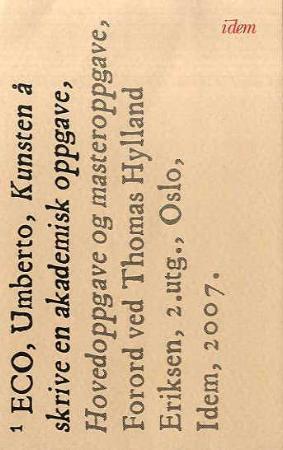 idem
¹ ECO, Umberto, Kunsten å
skrive en akademisk oppgave,
Hovedoppgave og masteroppgave,
Forord ved Thomas Hylland
Eriksen, 2.utg., Oslo,
Idem, 2007.